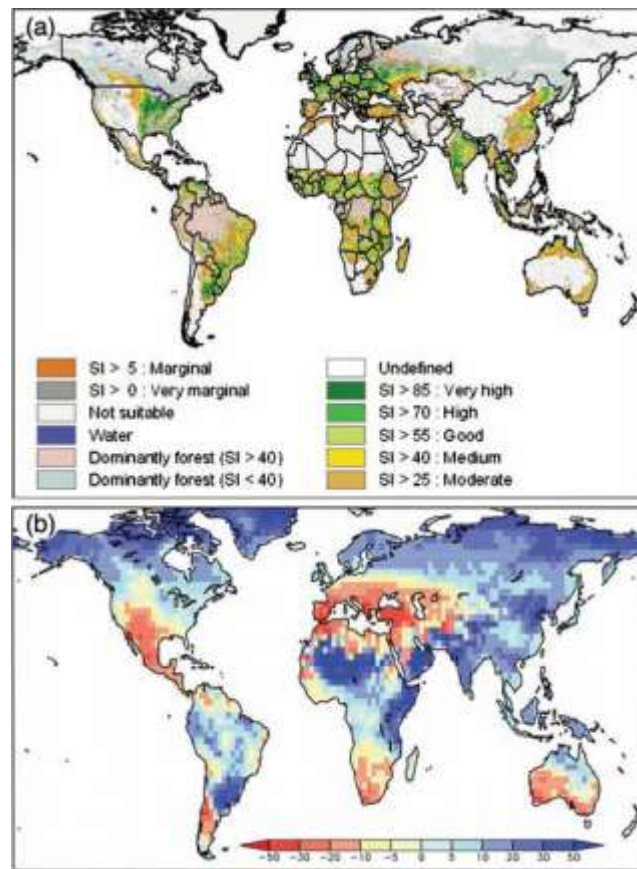 (a)
SI > 5 : Marginal
SI > 0 : Very marginal
Not suitable
Water
Dominantly forest (SI > 40)
Dominantly forest (SI < 40)
Undefined
SI > 85 : Very high
SI > 70 : High
SI > 55 : Good
SI > 40 : Medium
SI > 25 : Moderate
(b)
-50 -30 -20 -10 -5 0 5 10 20 30 50